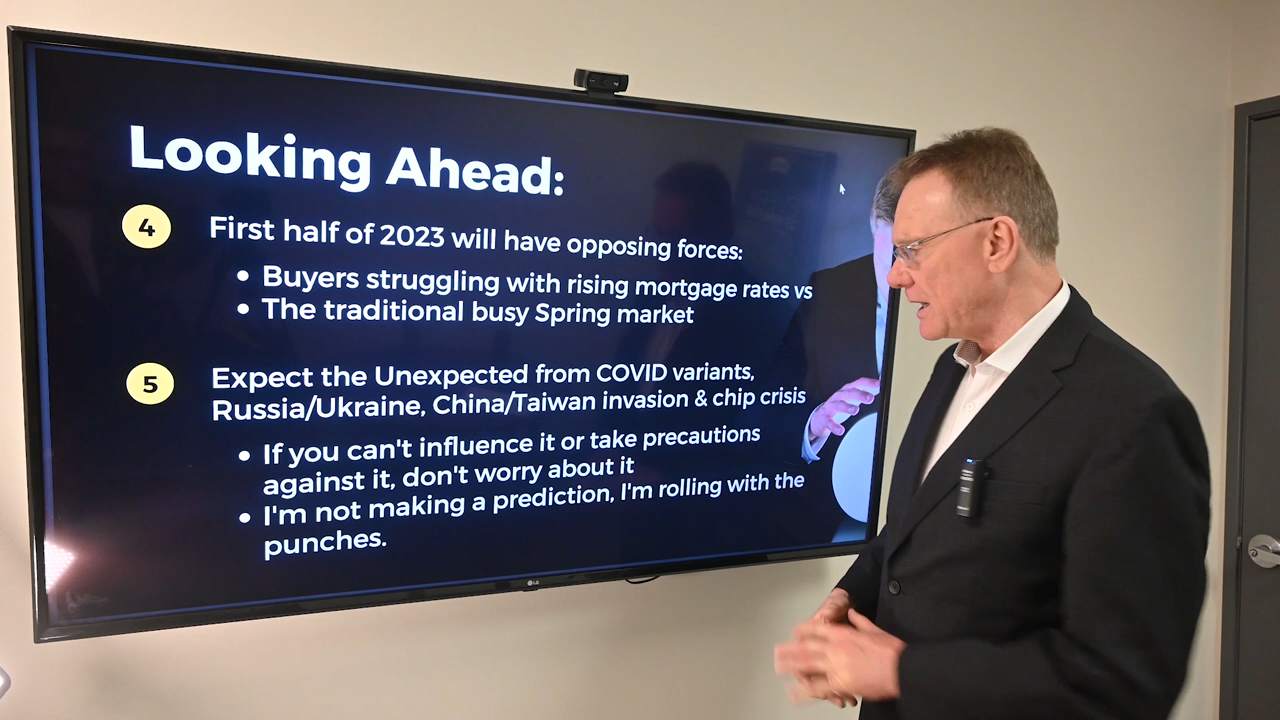 Looking Ahead:
4
First half of 2023 will have opposing forces:
• Buyers struggling with rising mortgage rates vs
• The traditional busy Spring market
5
Expect the Unexpected from COVID variants,
Russia/Ukraine, China/Taiwan invasion & chip crisis
• If you can't influence it or take precautions
against it, don't worry about it
• I'm not making a prediction, I'm rolling with the
punches.
LG